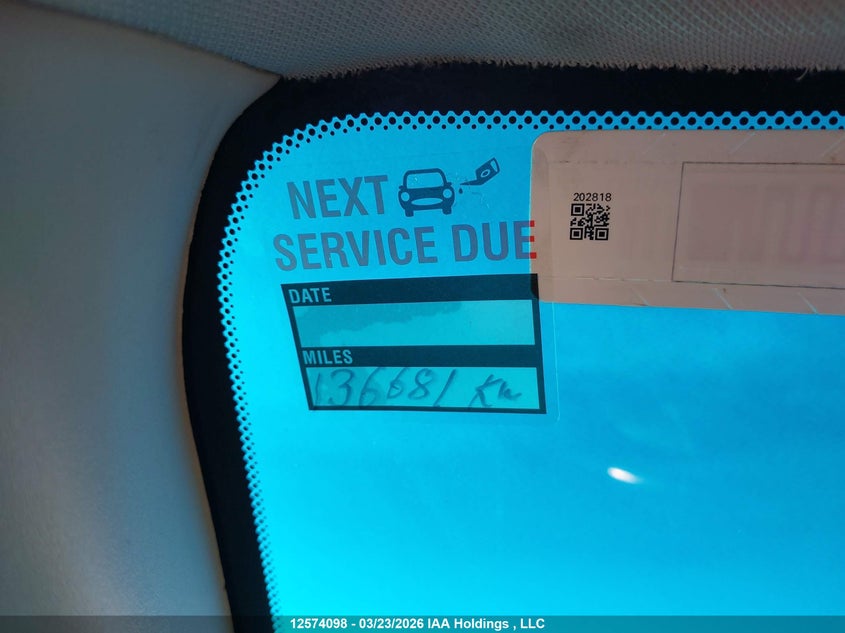 NEXT
SERVICE DUE
202818
DATE
MILES
136681 Km
12574098 - 03/23/2026 IAA Holdings , LLC